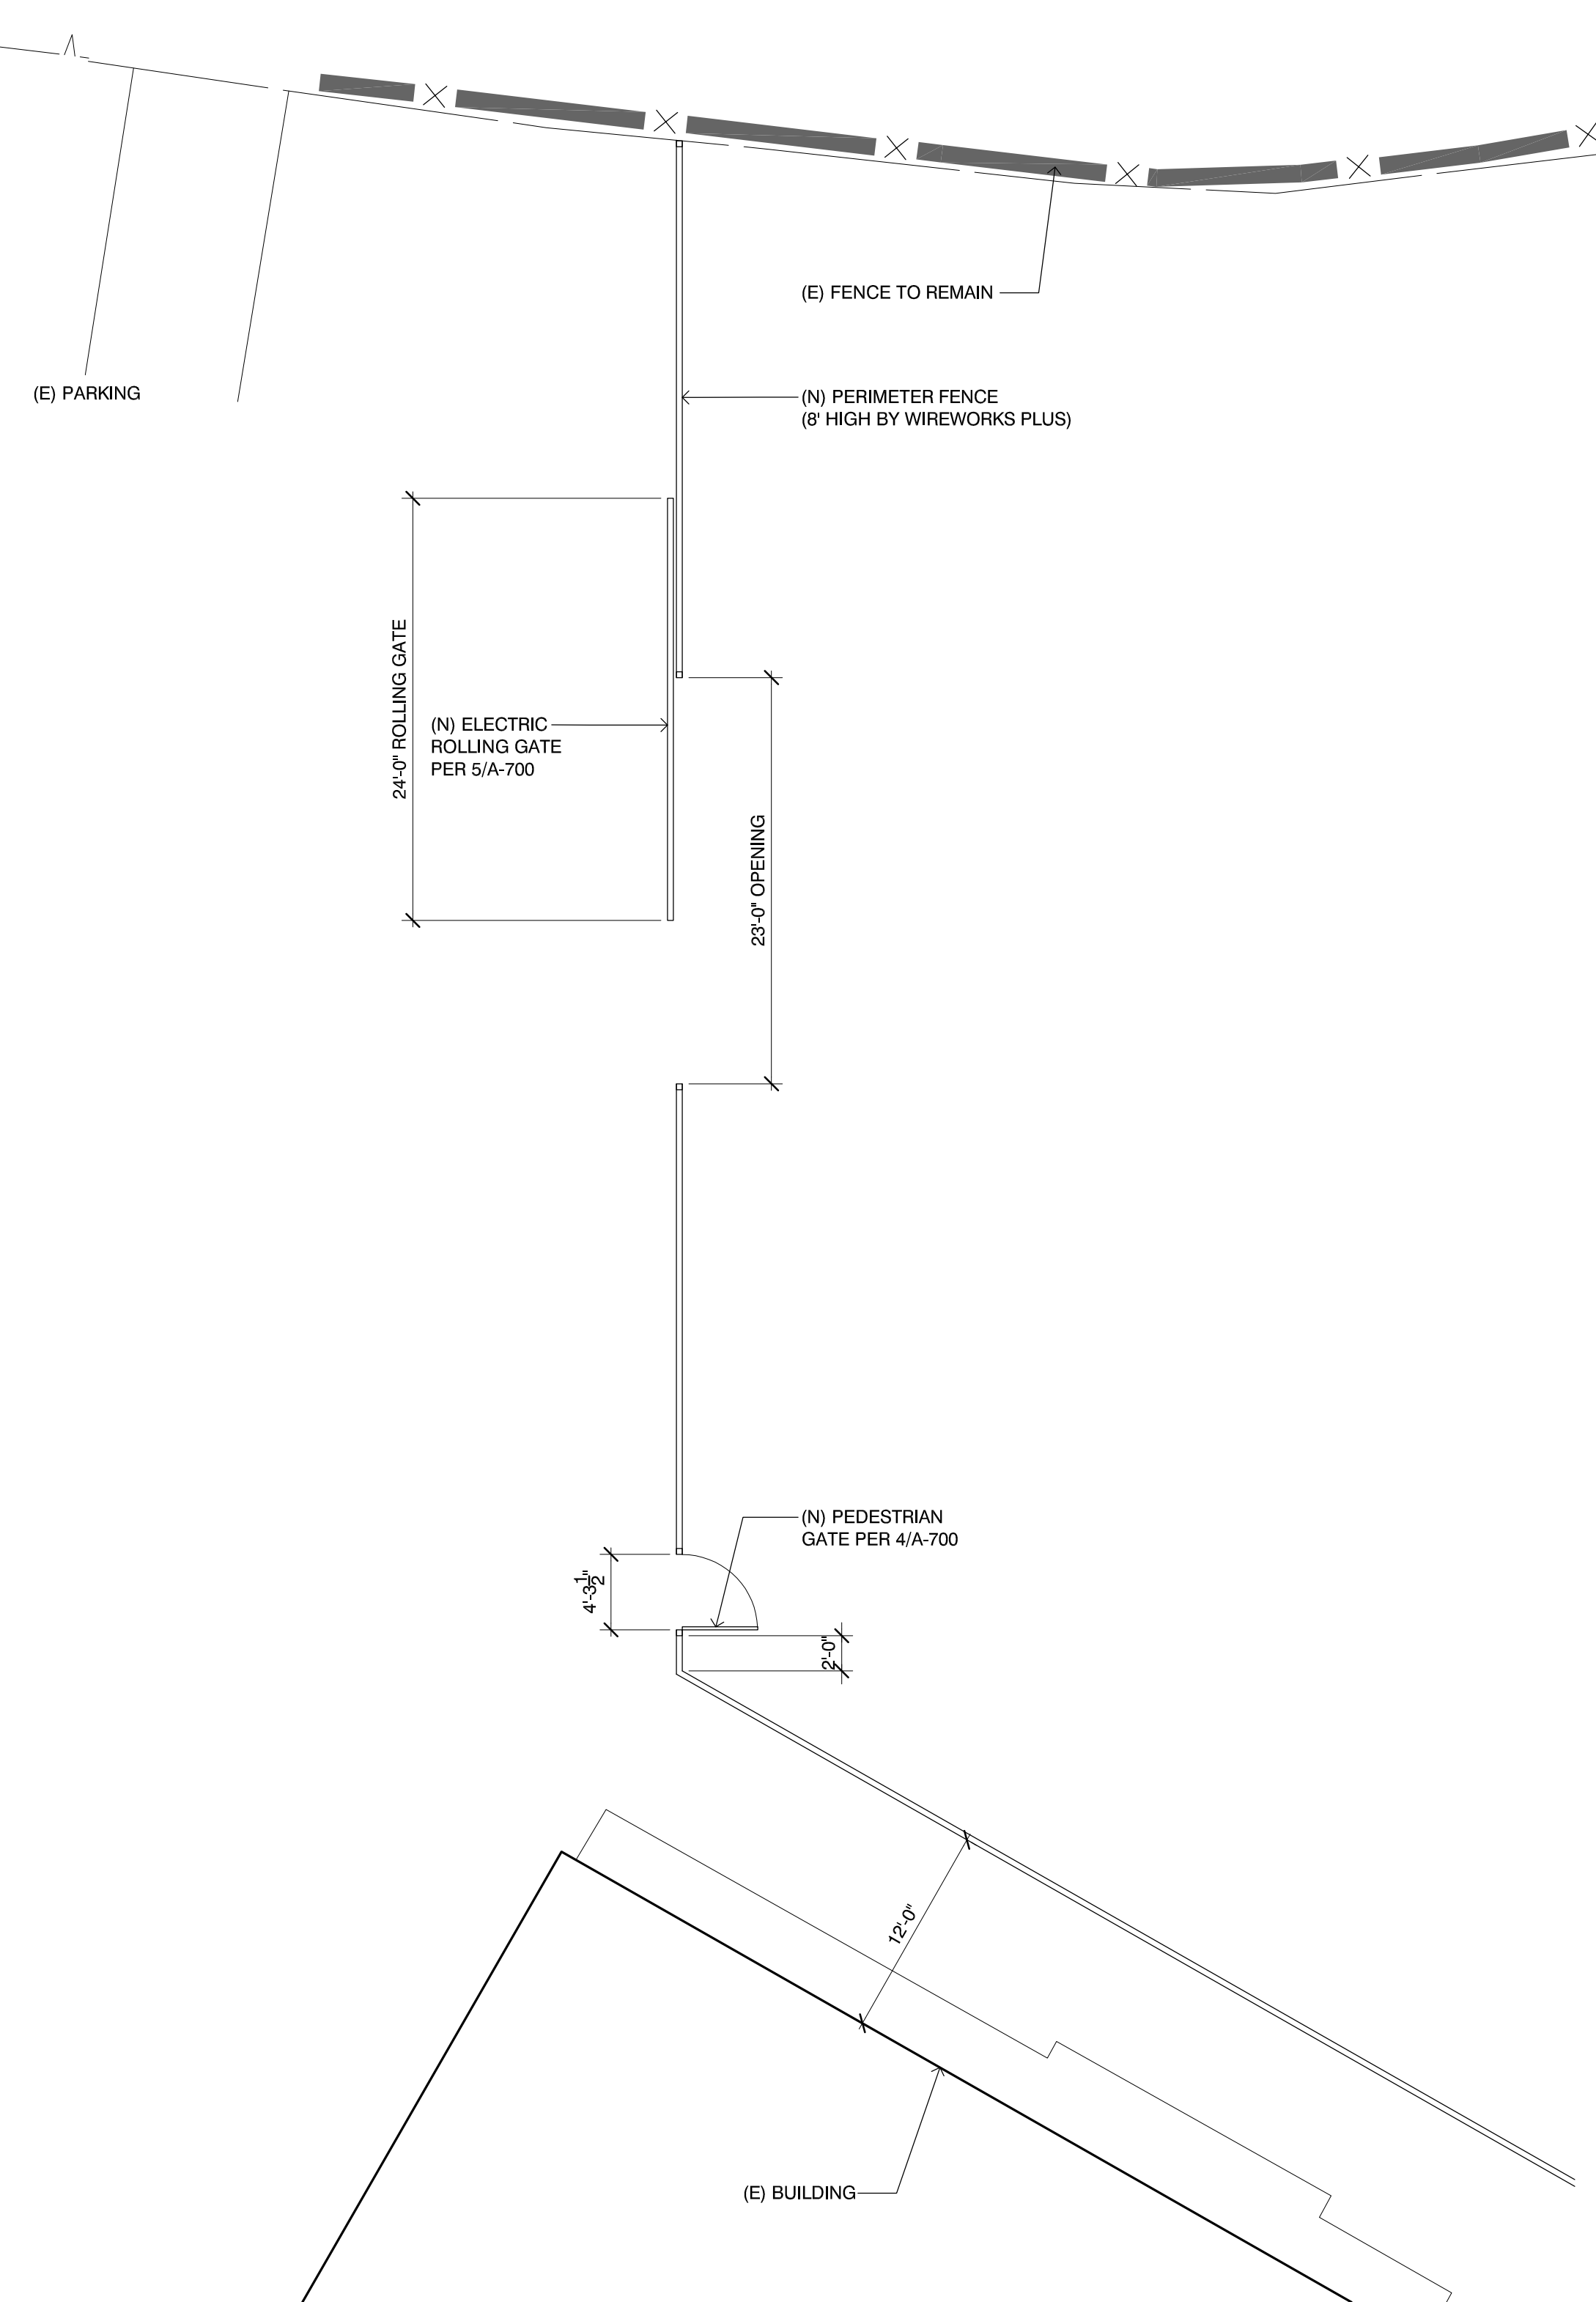 (E) FENCE TO REMAIN
(E) PARKING
(N) PERIMETER FENCE
(8' HIGH BY WIREWORKS PLUS)
24'-0" ROLLING GATE
(N) ELECTRIC
ROLLING GATE
PER 5/A-700
23'-0" OPENING
(N) PEDESTRIAN
GATE PER 4/A-700
4'-3 1/2"
2'-0"
12'-0"
(E) BUILDING